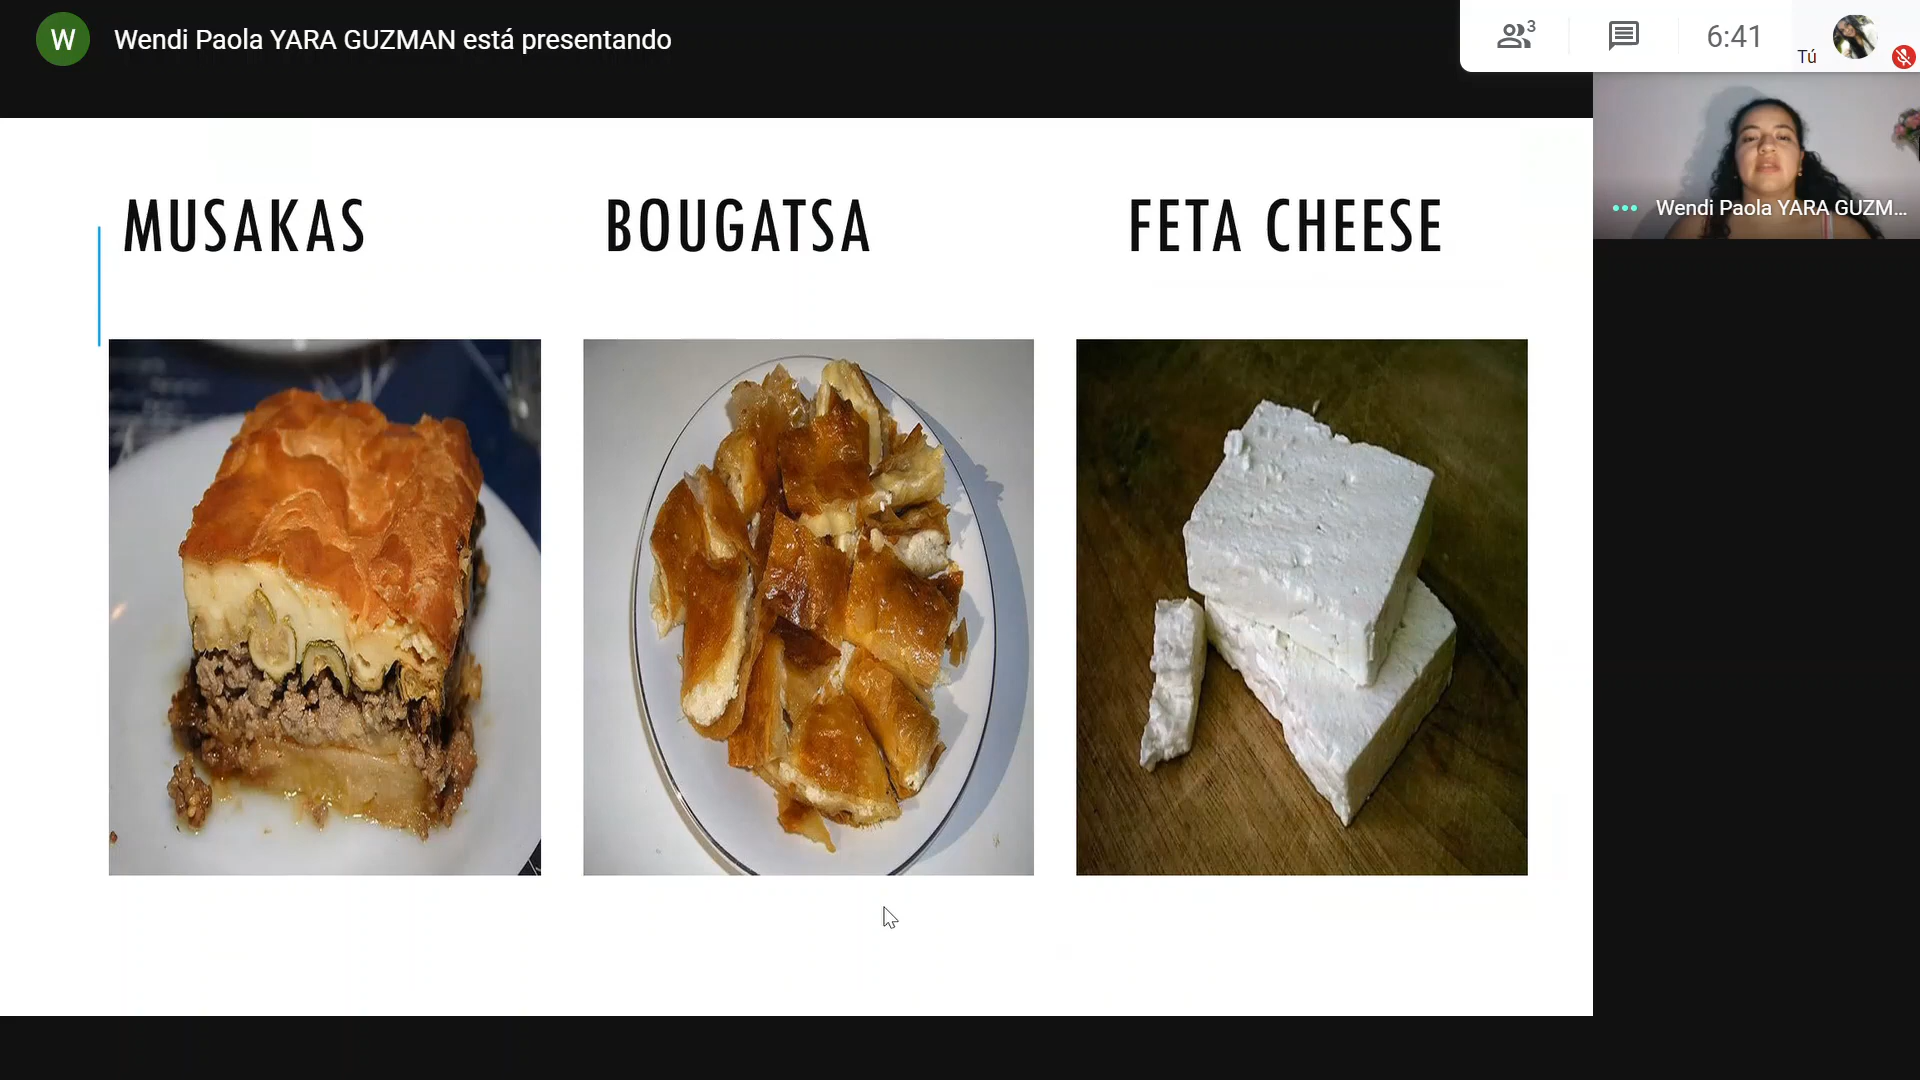 W
Wendi Paola YARA GUZMAN está presentando
3
6:41
Tú
Wendi Paola YARA GUZM...
MUSAKAS
BOUGATSA
FETA CHEESE